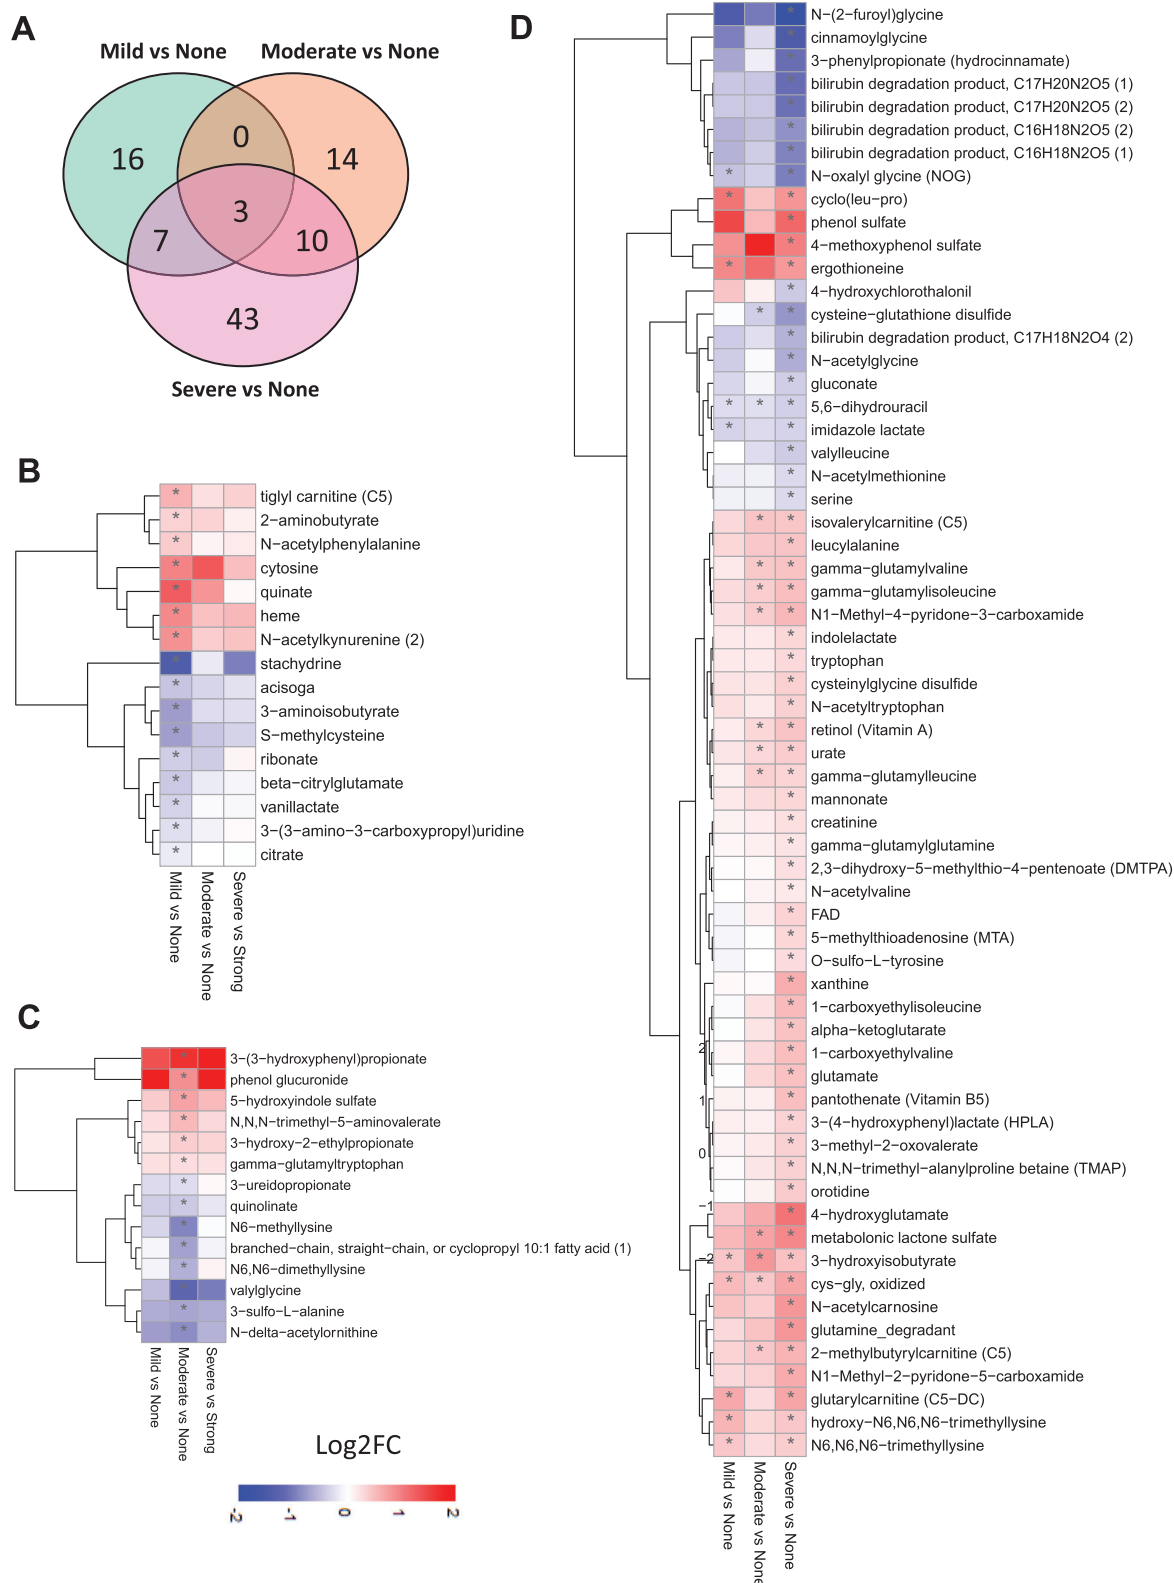 A
Mild vs None
Moderate vs None
16
0
14
3
7
10
43
Severe vs None
B
tiglyl carnitine (C5)
2−aminobutyrate
N−acetylphenylalanine
cytosine
quinate
heme
N−acetylkynurenine (2)
stachydrine
acisoga
3−aminoisobutyrate
S−methylcysteine
ribonate
beta−citrylglutamate
vanillactate
3−(3−amino−3−carboxypropyl)uridine
citrate
Mild vs None
Moderate vs None
Severe vs Strong
C
3−(3−hydroxyphenyl)propionate
phenol glucuronide
5−hydroxyindole sulfate
N,N,N−trimethyl−5−aminovalerate
3−hydroxy−2−ethylpropionate
gamma−glutamyltryptophan
3−ureidopropionate
quinolinate
N6−methyllysine
branched−chain, straight−chain, or cyclopropyl 10:1 fatty acid (1)
N6,N6−dimethyllysine
valylglycine
3−sulfo−L−alanine
N−delta−acetylornithine
Mild vs None
Moderate vs None
Severe vs Strong
Log2FC
-2
-1
0
1
2
D
N−(2−furoyl)glycine
cinnamoylglycine
3−phenylpropionate (hydrocinnamate)
bilirubin degradation product, C17H20N2O5 (1)
bilirubin degradation product, C17H20N2O5 (2)
bilirubin degradation product, C16H18N2O5 (2)
bilirubin degradation product, C16H18N2O5 (1)
N−oxalyl glycine (NOG)
cyclo(leu−pro)
phenol sulfate
4−methoxyphenol sulfate
ergothioneine
4−hydroxychlorothalonil
cysteine−glutathione disulfide
bilirubin degradation product, C17H18N2O4 (2)
N−acetylglycine
gluconate
5,6−dihydrouracil
imidazole lactate
valylleucine
N−acetylmethionine
serine
isovalerylcarnitine (C5)
leucylalanine
gamma−glutamylvaline
gamma−glutamylisoleucine
N1−Methyl−4−pyridone−3−carboxamide
indolelactate
tryptophan
cysteinylglycine disulfide
N−acetyltryptophan
retinol (Vitamin A)
urate
gamma−glutamylleucine
mannonate
creatinine
gamma−glutamylglutamine
2,3−dihydroxy−5−methylthio−4−pentenoate (DMTPA)
N−acetylvaline
FAD
5−methylthioadenosine (MTA)
O−sulfo−L−tyrosine
xanthine
1−carboxyethylisoleucine
alpha−ketoglutarate
1−carboxyethylvaline
glutamate
pantothenate (Vitamin B5)
3−(4−hydroxyphenyl)lactate (HPLA)
3−methyl−2−oxovalerate
N,N,N−trimethyl−alanylproline betaine (TMAP)
orotidine
4−hydroxyglutamate
metabolonic lactone sulfate
3−hydroxyisobutyrate
cys−gly, oxidized
N−acetylcarnosine
glutamine_degradant
2−methylbutyrylcarnitine (C5)
N1−Methyl−2−pyridone−5−carboxamide
glutarylcarnitine (C5−DC)
hydroxy−N6,N6,N6−trimethyllysine
N6,N6,N6−trimethyllysine
2
1
0
−1
−2
Mild vs None
Moderate vs None
Severe vs None